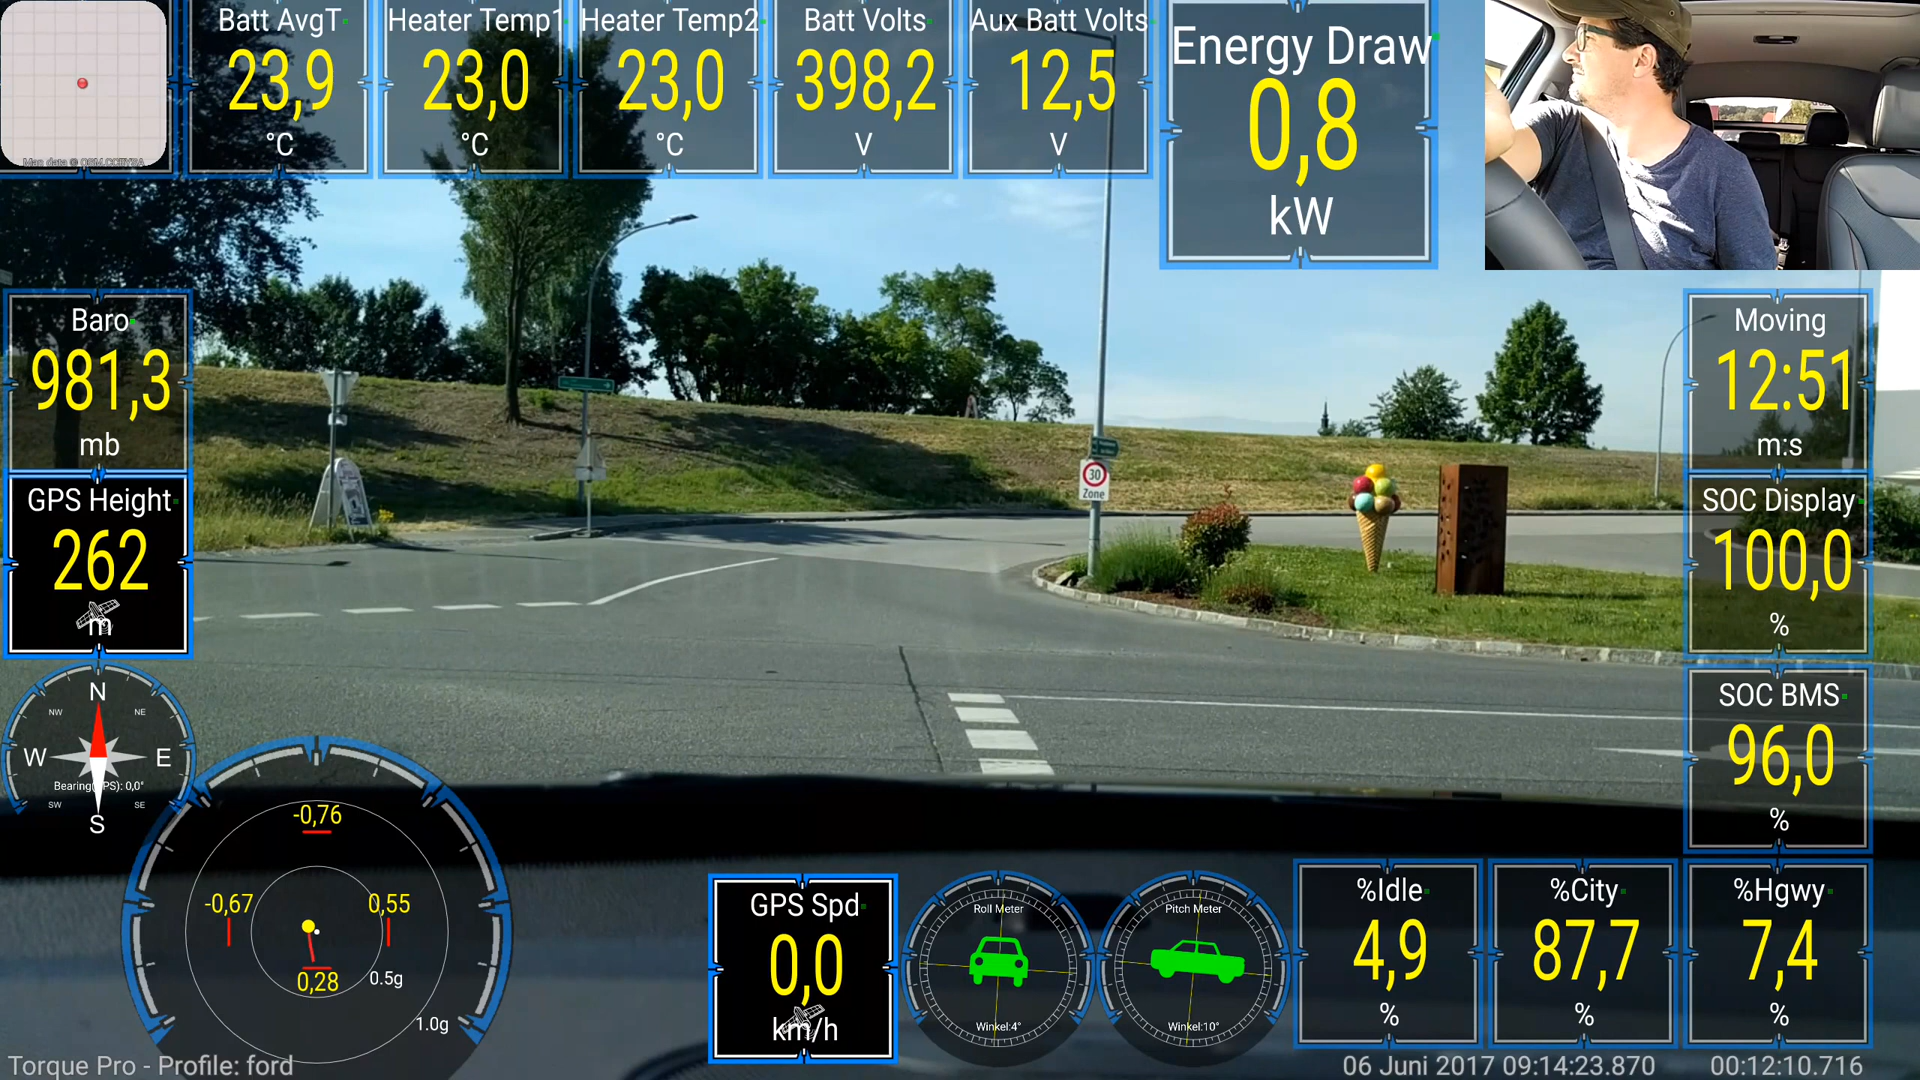 Batt AvgT
23,9
°C
Heater Temp1
23,0
°C
Heater Temp2
23,0
°C
Batt Volts
398,2
V
Aux Batt Volts
12,5
V
Energy Draw
0,8
kW
Baro
981,3
mb
GPS Height
262
m
Moving
12:51
m:s
SOC Display
100,0
%
SOC BMS
96,0
%
30
Zone
N
NW
NE
W
E
Bearing(GPS): 0,0°
SW
SE
S
-0,76
-0,67
0,55
0,28
0.5g
1.0g
GPS Spd
0,0
km/h
Roll Meter
Winkel:4°
Pitch Meter
Winkel:10°
%Idle
4,9
%
%City
87,7
%
%Hgwy
7,4
%
Torque Pro - Profile: ford
06 Juni 2017 09:14:23.870
00:12:10.716